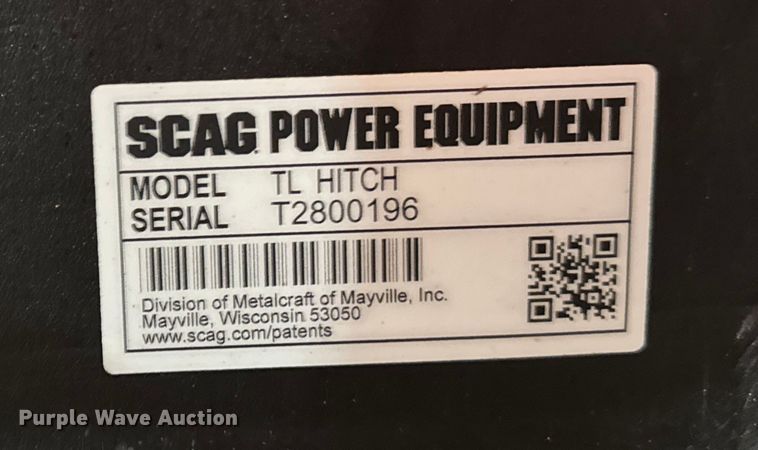 SCAG POWER EQUIPMENT
MODEL TL HITCH
SERIAL T2800196
Division of Metalcraft of Mayville, Inc.
Mayville, Wisconsin 53050
www.scag.com/patents
Purple Wave Auction